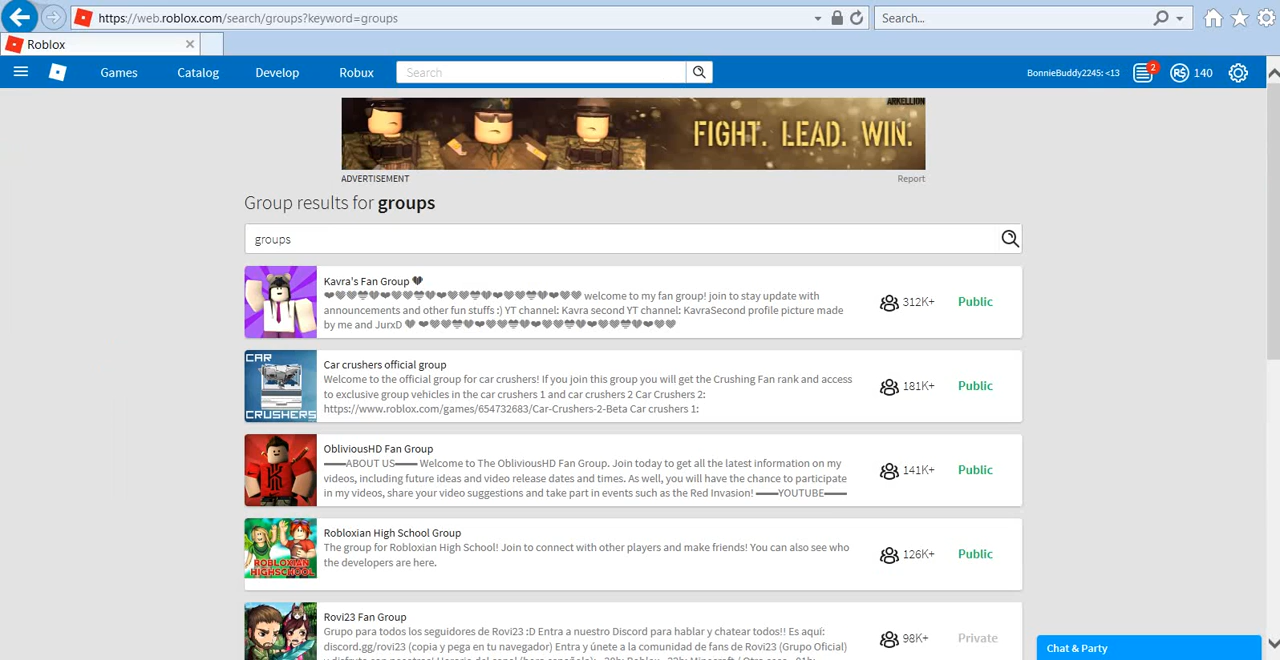 https://web.roblox.com/search/groups?keyword=groups
Search...
Roblox
Games Catalog Develop Robux Search BonnieBuddy2245: <13 2 R$ 140
ARKELLION
FIGHT. LEAD. WIN.
ADVERTISEMENT Report
Group results for groups
groups
Kavra's Fan Group
welcome to my fan group! join to stay update with
announcements and other fun stuffs :) YT channel: Kavra second YT channel: KavraSecond profile picture made
by me and JurxD
312K+ Public
CAR CRUSHERS
Car crushers official group
Welcome to the official group for car crushers! If you join this group you will get the Crushing Fan rank and access
to exclusive group vehicles in the car crushers 1 and car crushers 2 Car Crushers 2:
https://www.roblox.com/games/654732683/Car-Crushers-2-Beta Car crushers 1:
181K+ Public
ObliviousHD Fan Group
━━━ABOUT US━━━ Welcome to The ObliviousHD Fan Group. Join today to get all the latest information on my
videos, including future ideas and video release dates and times. As well, you will have the chance to participate
in my videos, share your video suggestions and take part in events such as the Red Invasion! ━━━YOUTUBE━━━
141K+ Public
ROBLOXIAN
HIGHSCHOOL
Robloxian High School Group
The group for Robloxian High School! Join to connect with other players and make friends! You can also see who
the developers are here.
126K+ Public
Rovi23 Fan Group
Grupo para todos los seguidores de Rovi23 :D Entra a nuestro Discord para hablar y chatear todos!! Es aquí:
discord.gg/rovi23 (copia y pega en tu navegador) Entra y únete a la comunidad de fans de Rovi23 (Grupo Oficial)
98K+ Private
Chat & Party